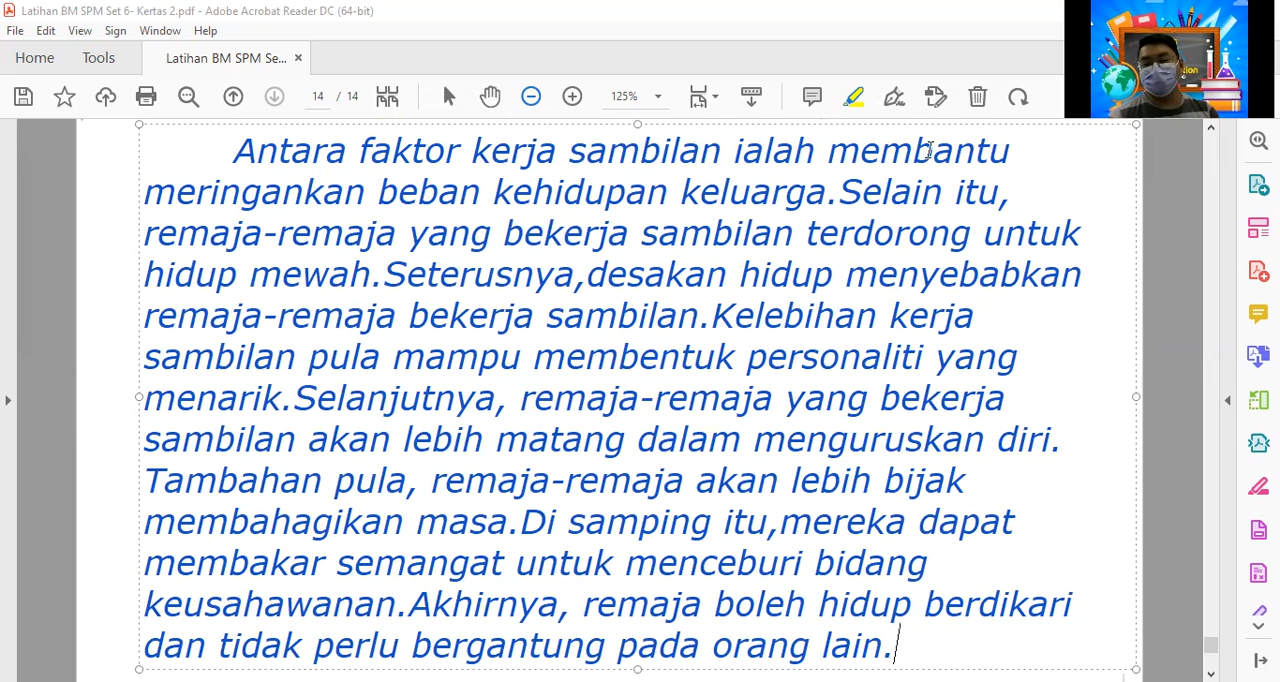 Latihan BM SPM Set 6- Kertas 2.pdf - Adobe Acrobat Reader DC (64-bit)
File Edit View Sign Window Help
Home Tools Latihan BM SPM Se... ×
14 / 14 125%
Antara faktor kerja sambilan ialah membantu
meringankan beban kehidupan keluarga.Selain itu,
remaja-remaja yang bekerja sambilan terdorong untuk
hidup mewah.Seterusnya,desakan hidup menyebabkan
remaja-remaja bekerja sambilan.Kelebihan kerja
sambilan pula mampu membentuk personaliti yang
menarik.Selanjutnya, remaja-remaja yang bekerja
sambilan akan lebih matang dalam menguruskan diri.
Tambahan pula, remaja-remaja akan lebih bijak
membahagikan masa.Di samping itu,mereka dapat
membakar semangat untuk menceburi bidang
keusahawanan.Akhirnya, remaja boleh hidup berdikari
dan tidak perlu bergantung pada orang lain.